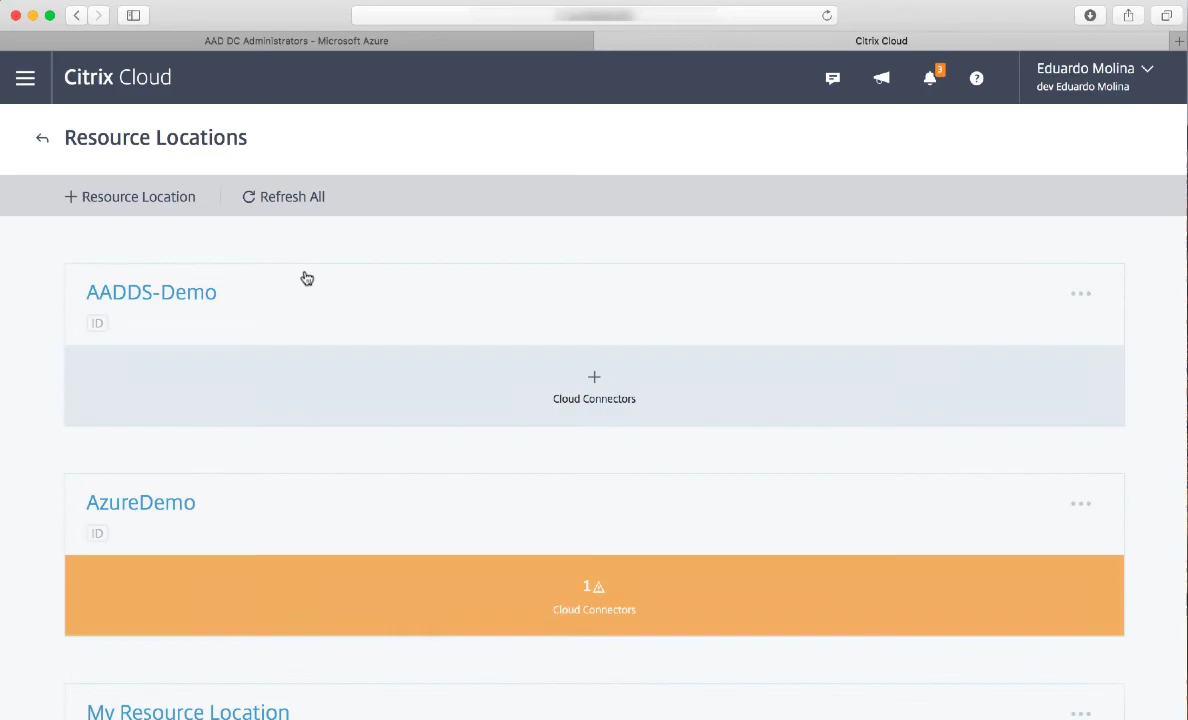 AAD DC Administrators - Microsoft Azure
Citrix Cloud
Citrix Cloud
3
Eduardo Molina
dev Eduardo Molina
Resource Locations
+ Resource Location
Refresh All
AADDS-Demo
ID
+
Cloud Connectors
AzureDemo
ID
1
Cloud Connectors
My Resource Location